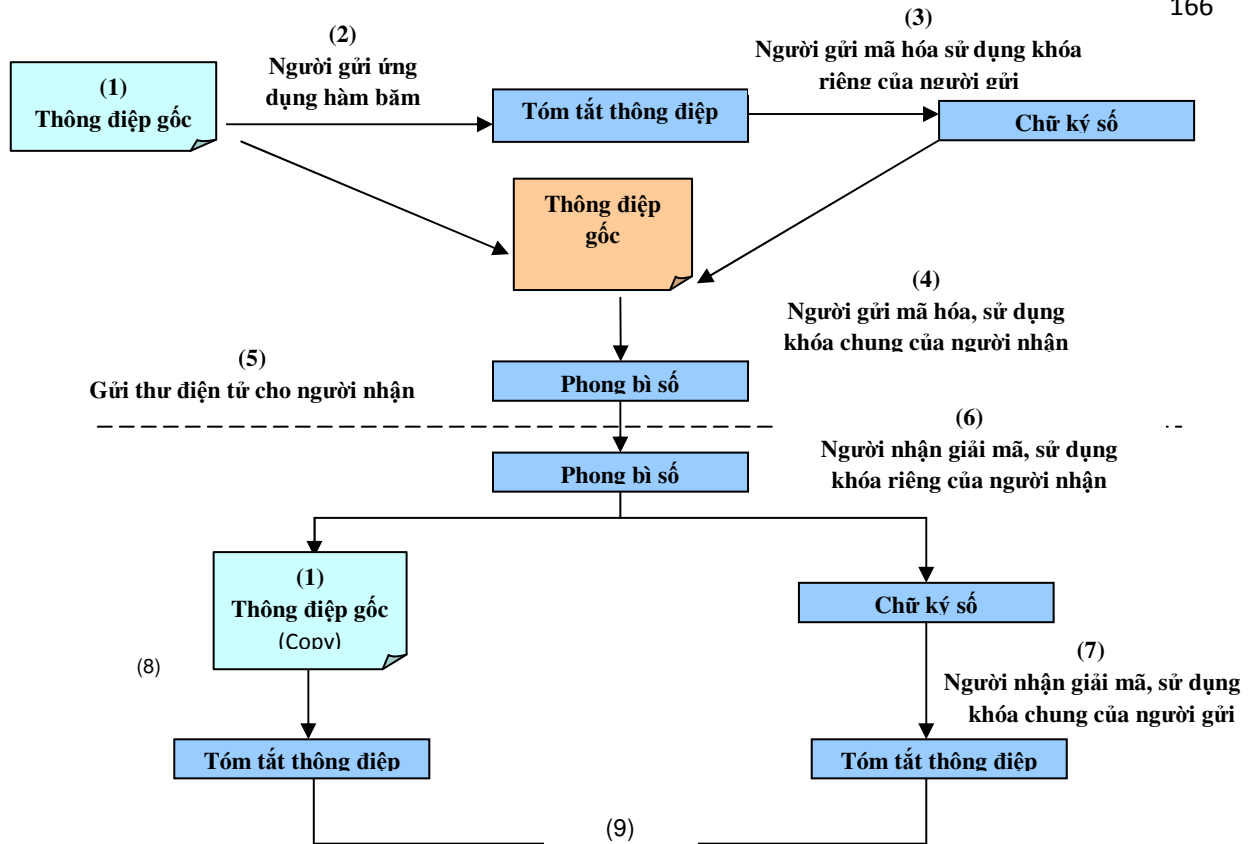 166
(2)
Người gửi ứng
dụng hàm băm
(3)
Người gửi mã hóa sử dụng khóa
riêng của người gửi
(1)
Thông điệp gốc
Tóm tắt thông điệp
Chữ ký số
Thông điệp
gốc
(4)
Người gửi mã hóa, sử dụng
khóa chung của người nhận
(5)
Gửi thư điện tử cho người nhận
Phong bì số
(6)
Người nhận giải mã, sử dụng
khóa riêng của người nhận
Phong bì số
(1)
Thông điệp gốc
(Copy)
Chữ ký số
(8)
(7)
Người nhận giải mã, sử dụng
khóa chung của người gửi
Tóm tắt thông điệp
Tóm tắt thông điệp
(9)